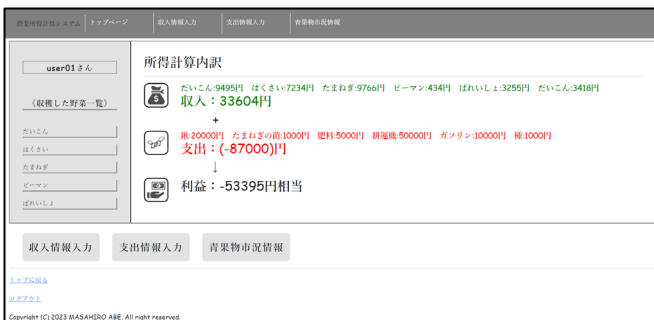 農業所得計算システム トップページ 収入情報入力 支出情報入力 青果物市況情報
user01さん
《収穫した野菜一覧》
だいこん
はくさい
たまねぎ
ピーマン
ばれいしょ
所得計算内訳
だいこん:9495円 はくさい:7234円 たまねぎ:9766円 ピーマン:434円 ばれいしょ:3255円 だいこん:3418円
収入：33604円
+
鍬:20000円 たまねぎの苗:1000円 肥料:5000円 耕運機:50000円 ガソリン:10000円 種:1000円
支出：(-87000)円
↓
利益：-53395円相当
収入情報入力 支出情報入力 青果物市況情報
トップに戻る
ログアウト
Copyright (C) 2023 MASAHIRO ABE, All right reserved.